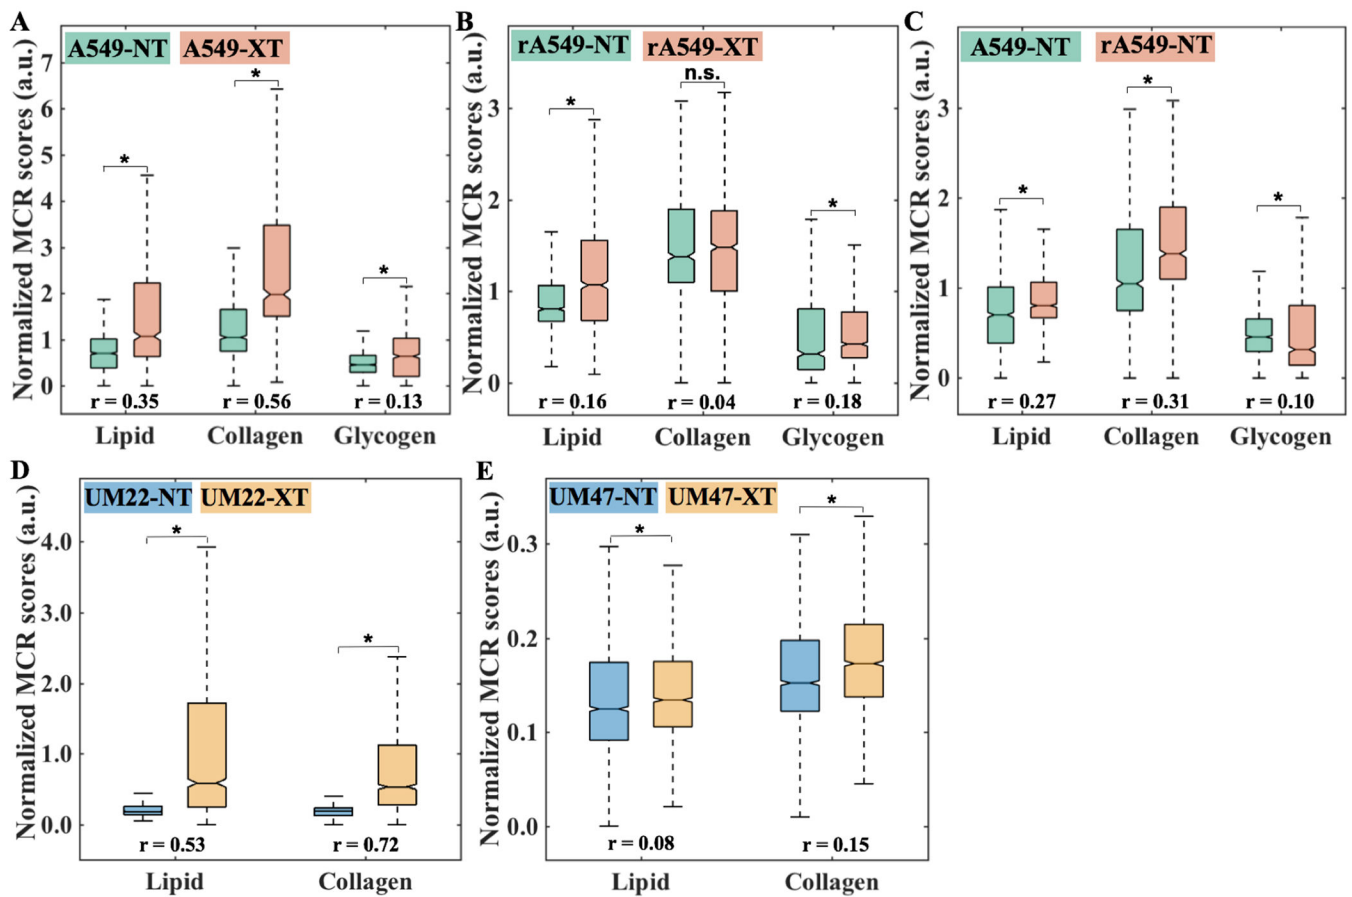 A
Normalized MCR scores (a.u.)
A549-NT A549-XT
7
6
5
4
3
2
1
0
*
*
*
r = 0.35 r = 0.56 r = 0.13
Lipid Collagen Glycogen
B
Normalized MCR scores (a.u.)
rA549-NT rA549-XT
3
2
1
0
*
n.s.
*
r = 0.16 r = 0.04 r = 0.18
Lipid Collagen Glycogen
C
Normalized MCR scores (a.u.)
A549-NT rA549-NT
3
2
1
0
*
*
*
r = 0.27 r = 0.31 r = 0.10
Lipid Collagen Glycogen
D
Normalized MCR scores (a.u.)
UM22-NT UM22-XT
4.0
3.0
2.0
1.0
0.0
*
*
r = 0.53 r = 0.72
Lipid Collagen
E
Normalized MCR scores (a.u.)
UM47-NT UM47-XT
0.3
0.2
0.1
0.0
*
*
r = 0.08 r = 0.15
Lipid Collagen